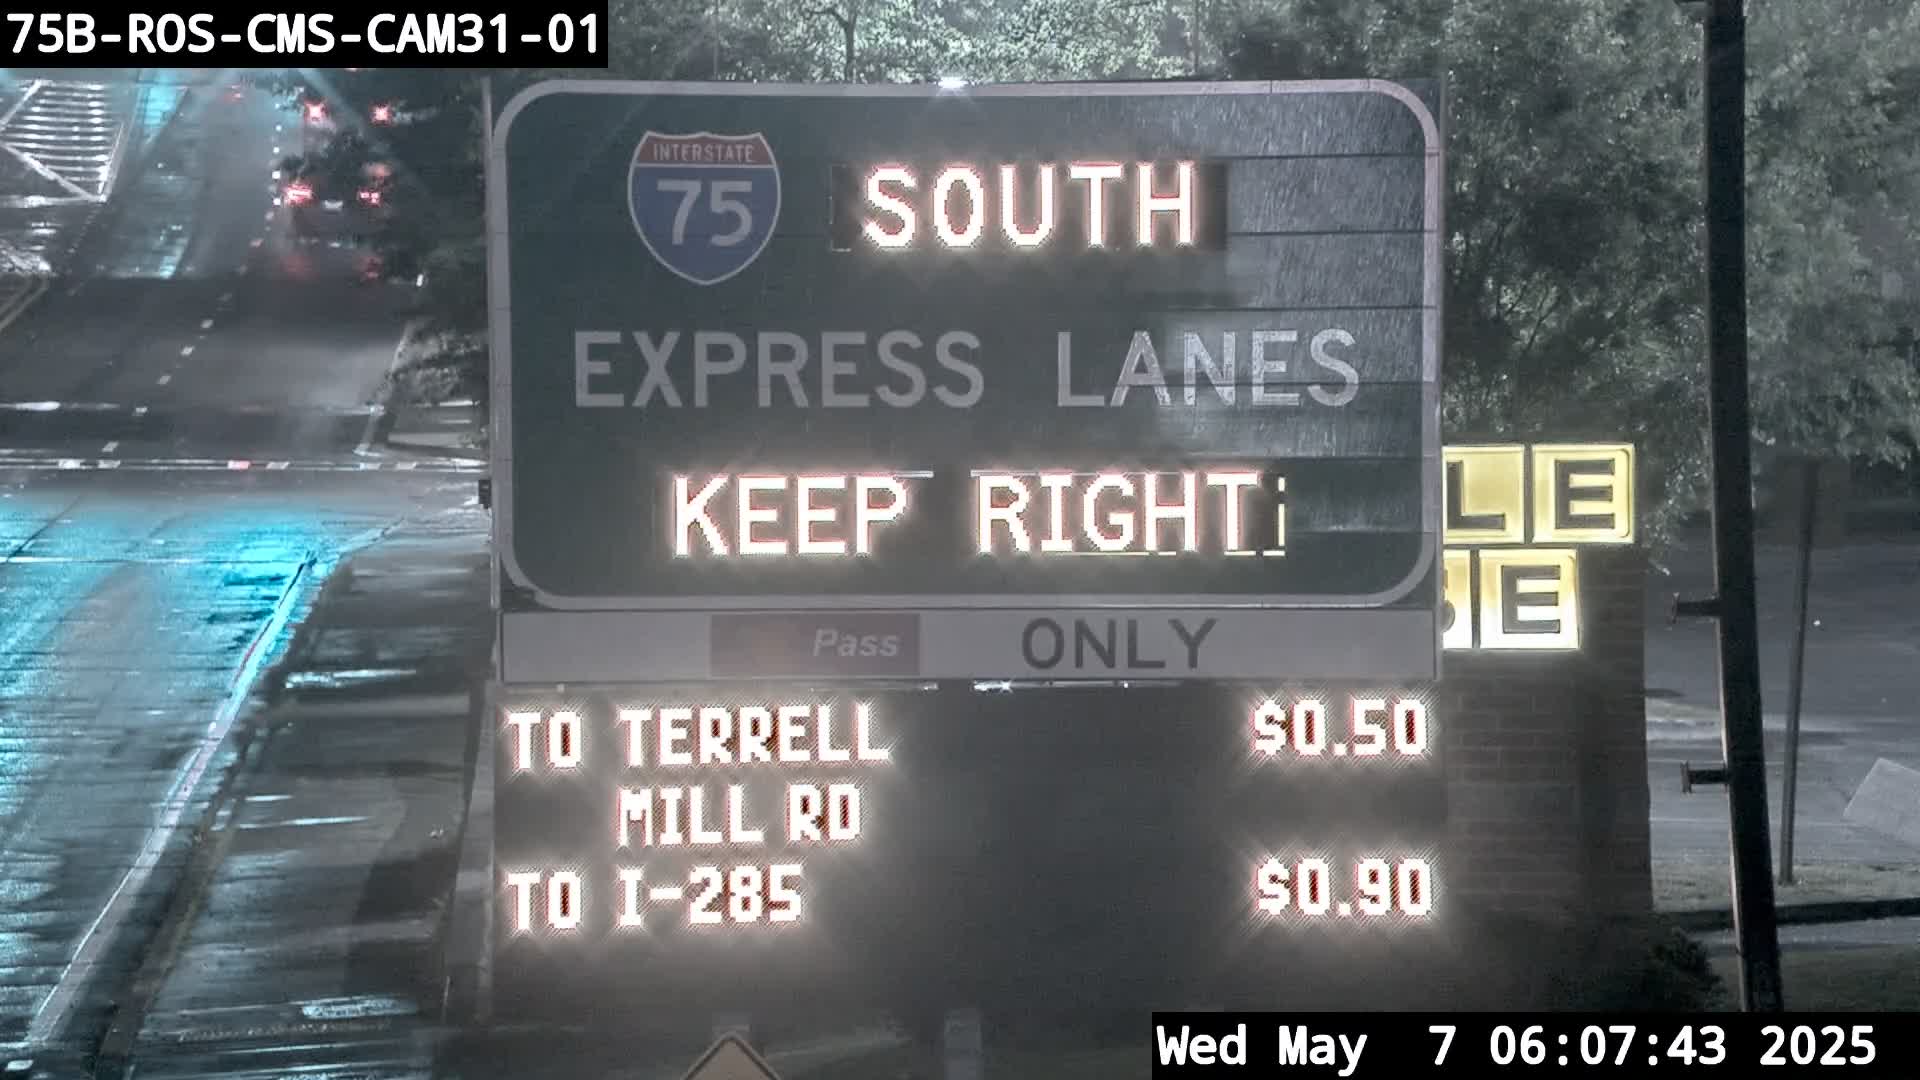 75B-ROS-CMS-CAM31-01
INTERSTATE
75
SOUTH
EXPRESS LANES
KEEP RIGHT
Pass ONLY
TO TERRELL $0.50
MILL RD
TO I-285 $0.90
LE
E
Wed May 7 06:07:43 2025